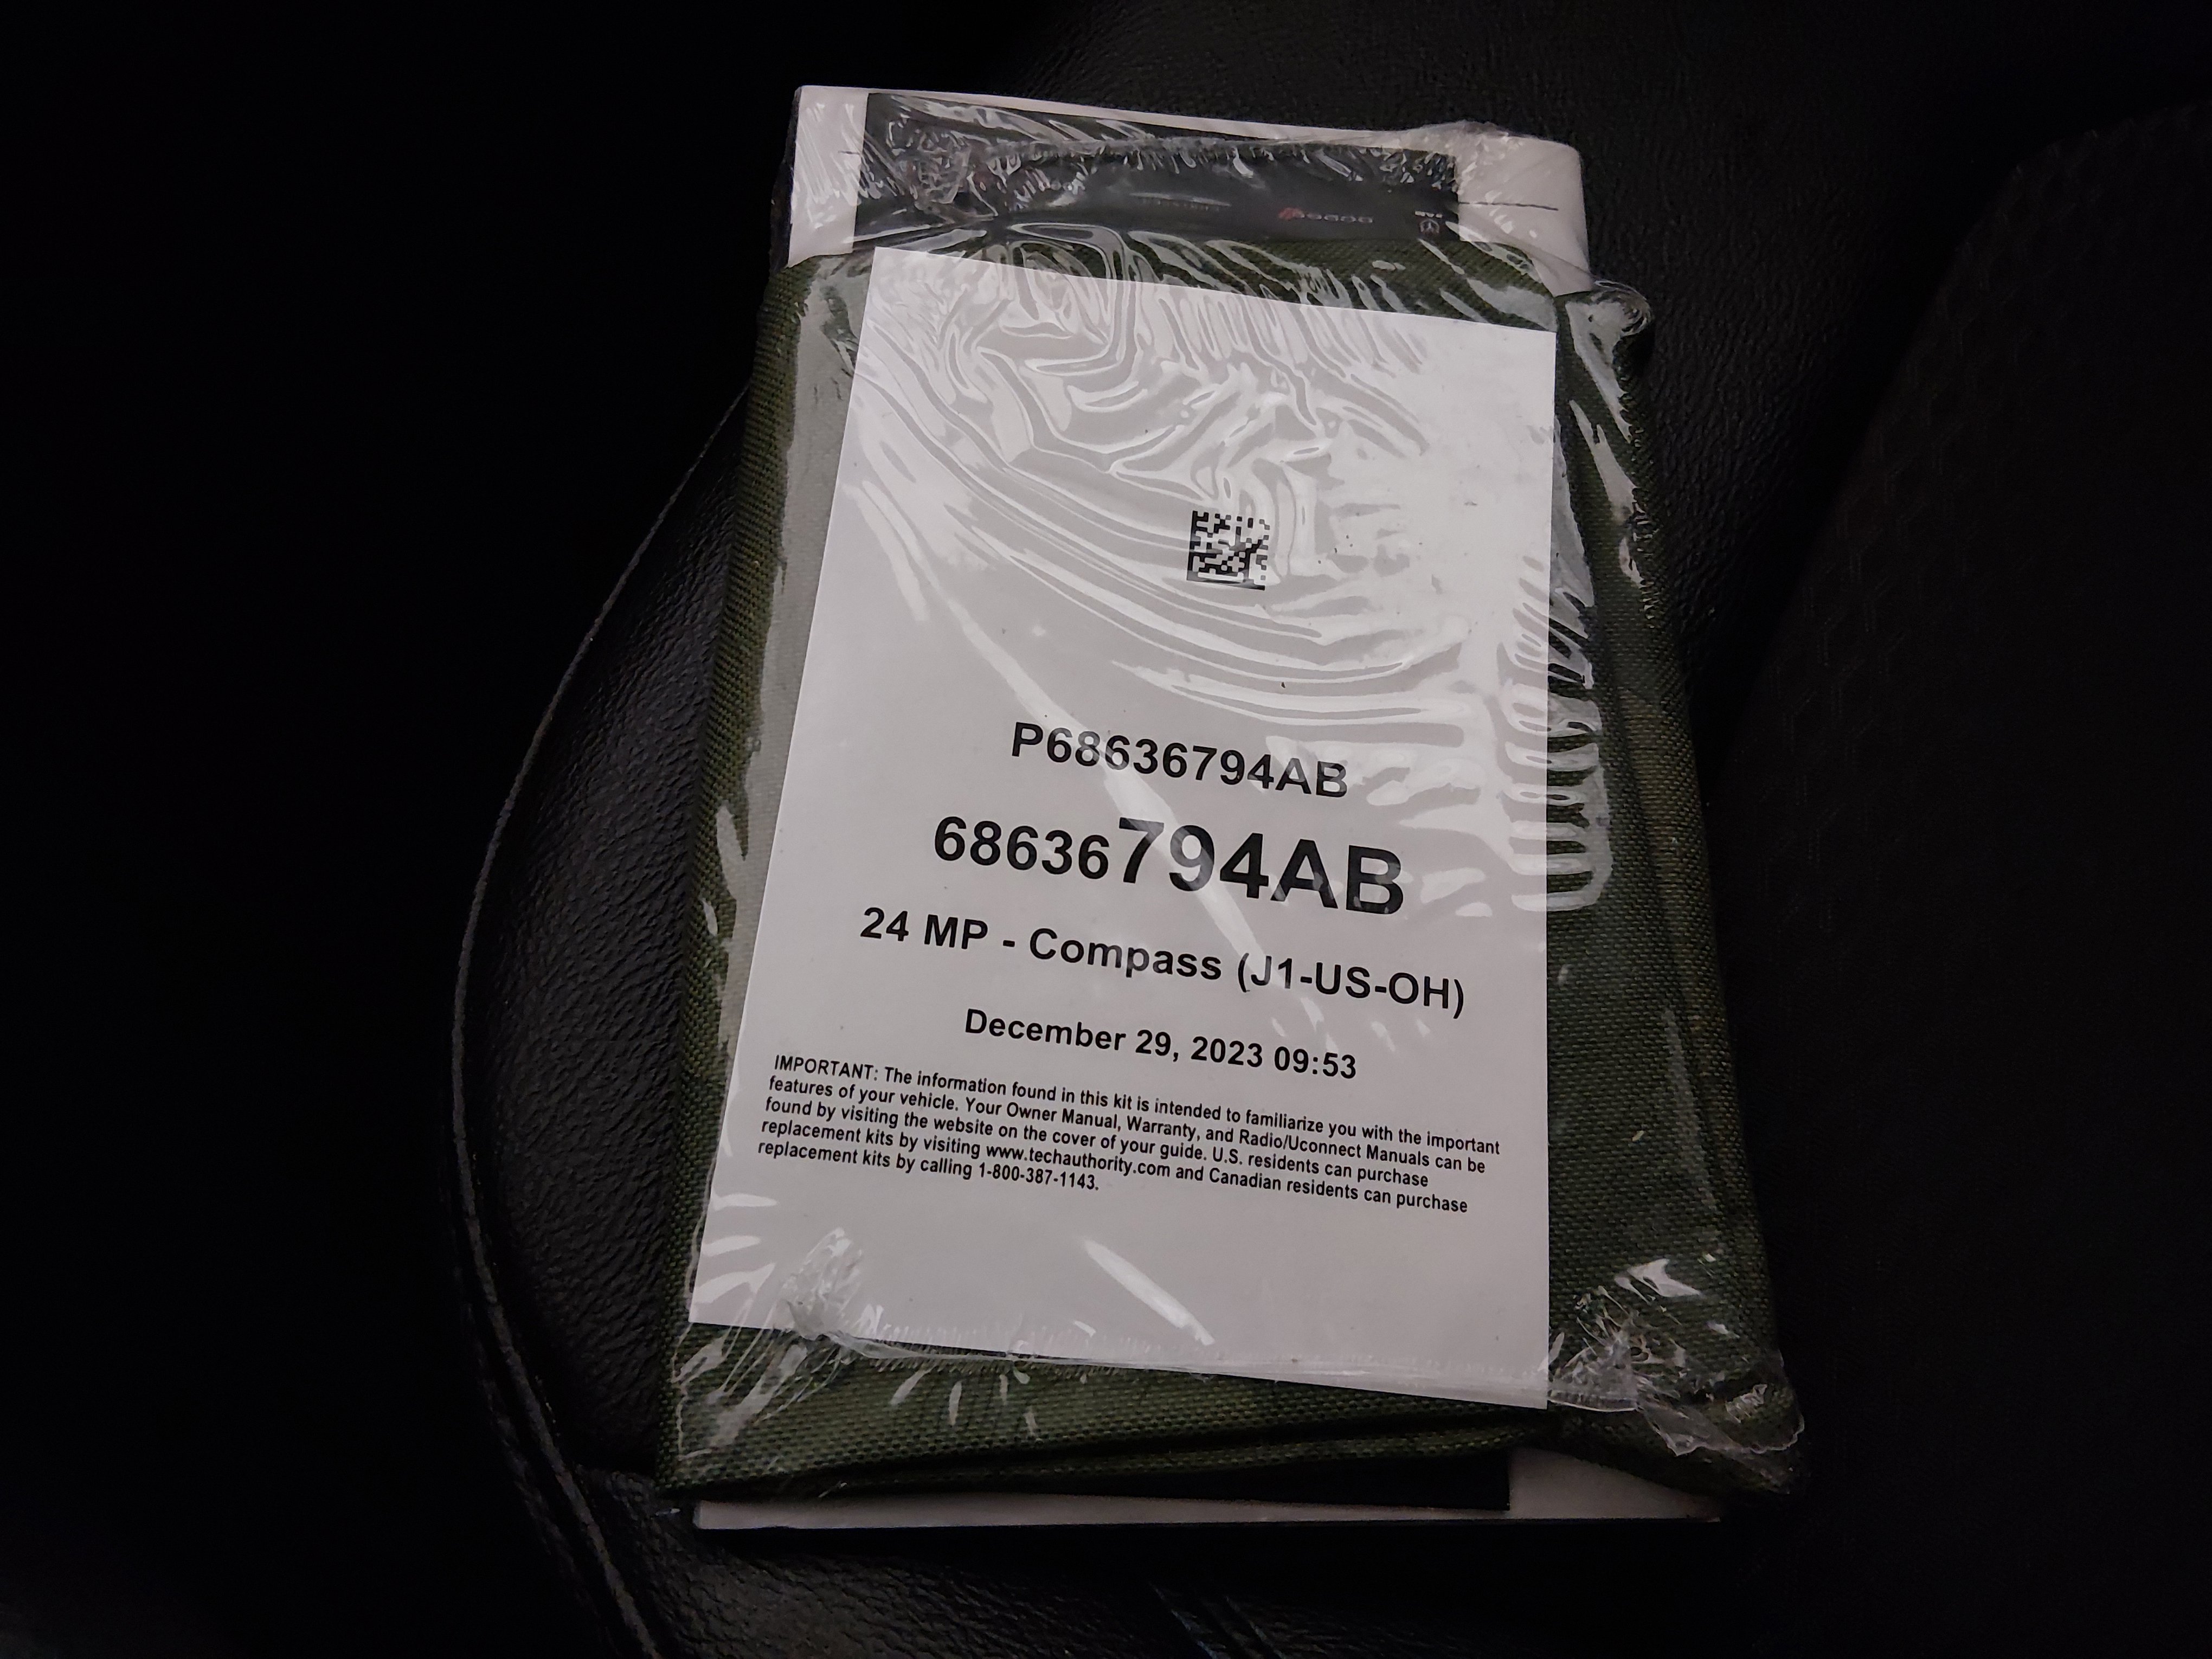 P68636794AB
68636794AB
24 MP - Compass (J1-US-OH)
December 29, 2023 09:53
IMPORTANT: The information found in this kit is intended to familiarize you with the important
features of your vehicle. Your Owner Manual, Warranty, and Radio/Uconnect Manuals can be
found by visiting the website on the cover of your guide. U.S. residents can purchase
replacement kits by visiting www.techauthority.com and Canadian residents can purchase
replacement kits by calling 1-800-387-1143.